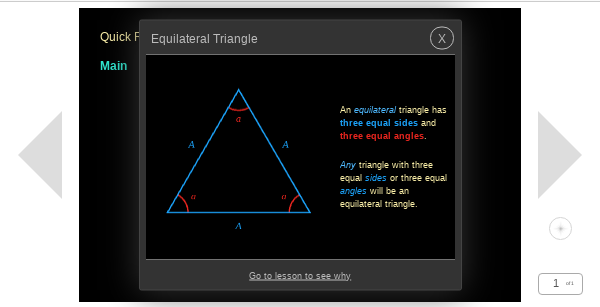 Quick
Main
Equilateral Triangle
X
a
A
A
a
a
A
An equilateral triangle has
three equal sides and
three equal angles.
Any triangle with three
equal sides or three equal
angles will be an
equilateral triangle.
Go to lesson to see why
1 of 1